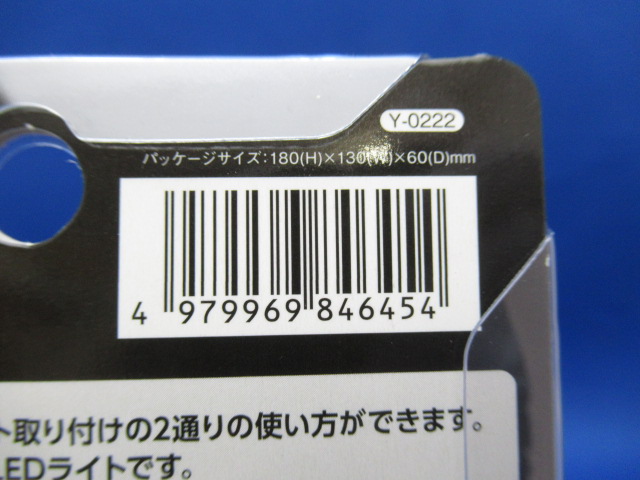 Y-0222
パッケージサイズ:180(H)×130(W)×60(D)mm
4 979969 846454
ト取り付けの2通りの使い方ができます。
LEDライトです。